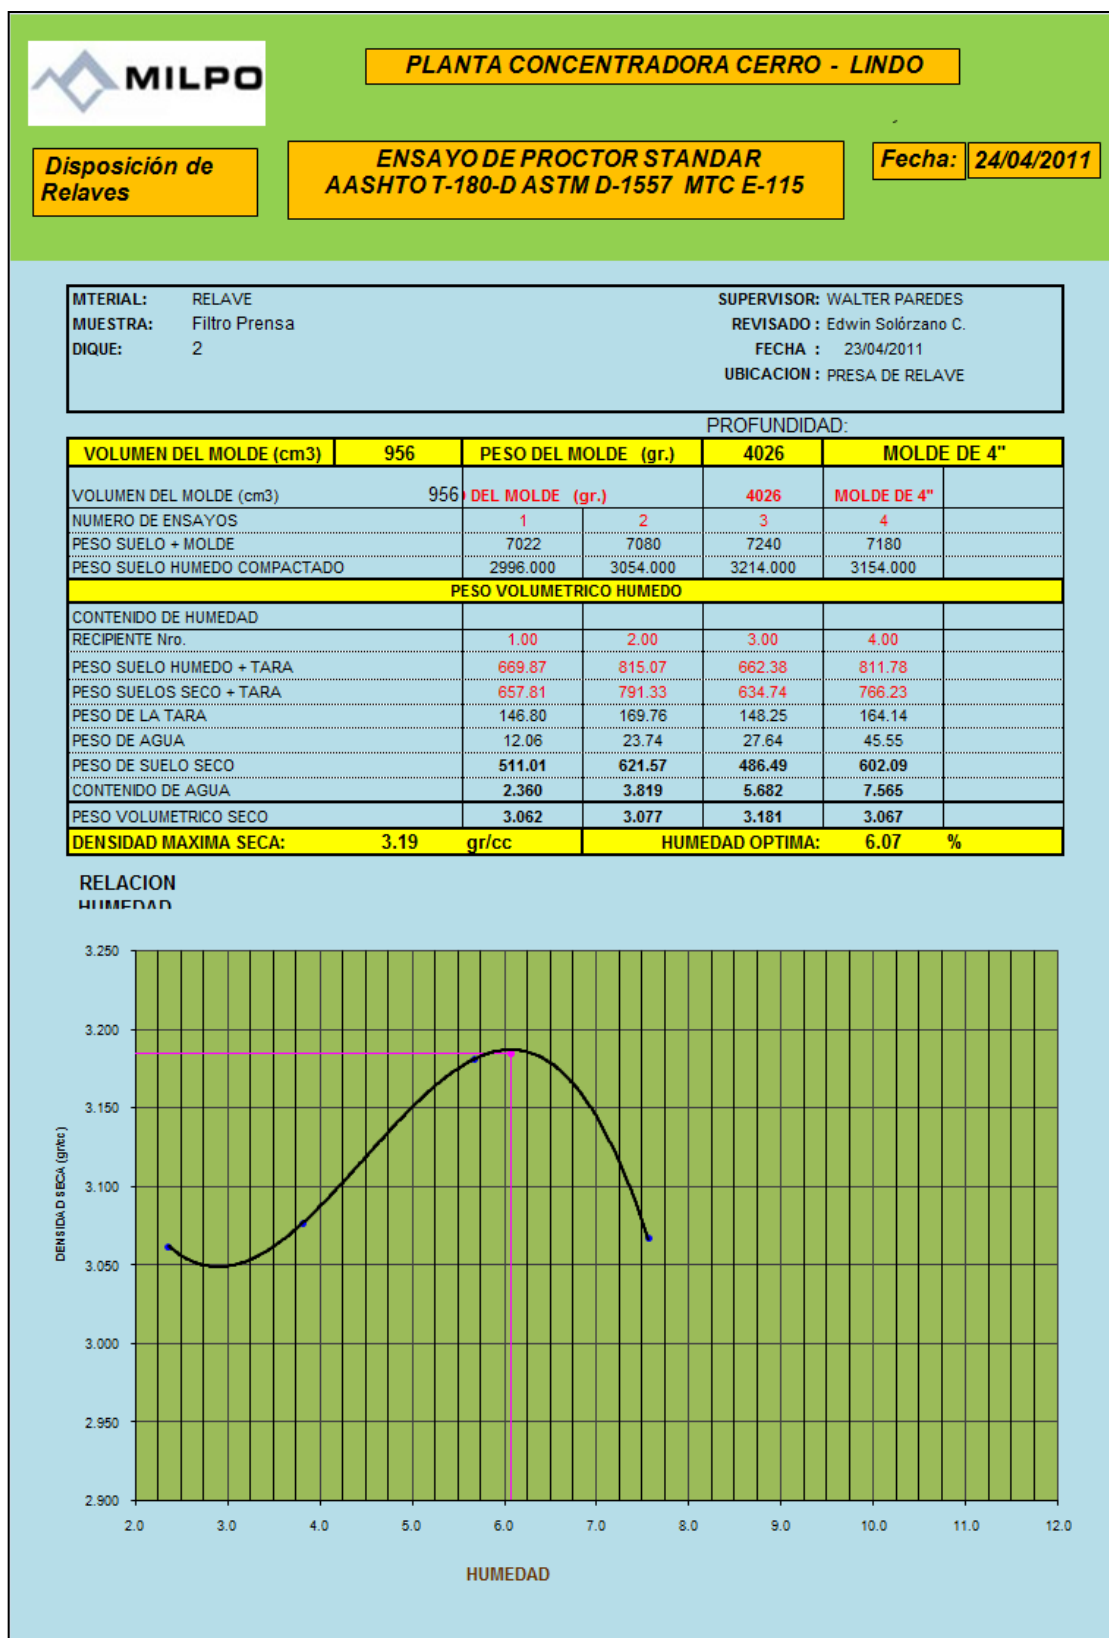 MILPO
PLANTA CONCENTRADORA CERRO - LINDO
Disposición de
Relaves
ENSAYO DE PROCTOR STANDAR
AASHTO T-180-D ASTM D-1557 MTC E-115
Fecha: 24/04/2011
MTERIAL: RELAVE SUPERVISOR: WALTER PAREDES
MUESTRA: Filtro Prensa REVISADO : Edwin Solórzano C.
DIQUE: 2 FECHA : 23/04/2011
UBICACION : PRESA DE RELAVE
PROFUNDIDAD:
VOLUMEN DEL MOLDE (cm3) 956 PESO DEL MOLDE (gr.) 4026 MOLDE DE 4"
VOLUMEN DEL MOLDE (cm3) 956 DEL MOLDE (gr.) 4026 MOLDE DE 4"
NUMERO DE ENSAYOS 1 2 3 4
PESO SUELO + MOLDE 7022 7080 7240 7180
PESO SUELO HUMEDO COMPACTADO 2996.000 3054.000 3214.000 3154.000
PESO VOLUMETRICO HUMEDO
CONTENIDO DE HUMEDAD
RECIPIENTE Nro. 1.00 2.00 3.00 4.00
PESO SUELO HUMEDO + TARA 669.87 815.07 662.38 811.78
PESO SUELOS SECO + TARA 657.81 791.33 634.74 766.23
PESO DE LA TARA 146.80 169.76 148.25 164.14
PESO DE AGUA 12.06 23.74 27.64 45.55
PESO DE SUELO SECO 511.01 621.57 486.49 602.09
CONTENIDO DE AGUA 2.360 3.819 5.682 7.565
PESO VOLUMETRICO SECO 3.062 3.077 3.181 3.067
DENSIDAD MAXIMA SECA: 3.19 gr/cc HUMEDAD OPTIMA: 6.07 %
RELACION
HUMEDAD
3.250
3.200
3.150
3.100
3.050
3.000
2.950
2.900
DENSIDAD SECA (gr/cc)
2.0 3.0 4.0 5.0 6.0 7.0 8.0 9.0 10.0 11.0 12.0
HUMEDAD